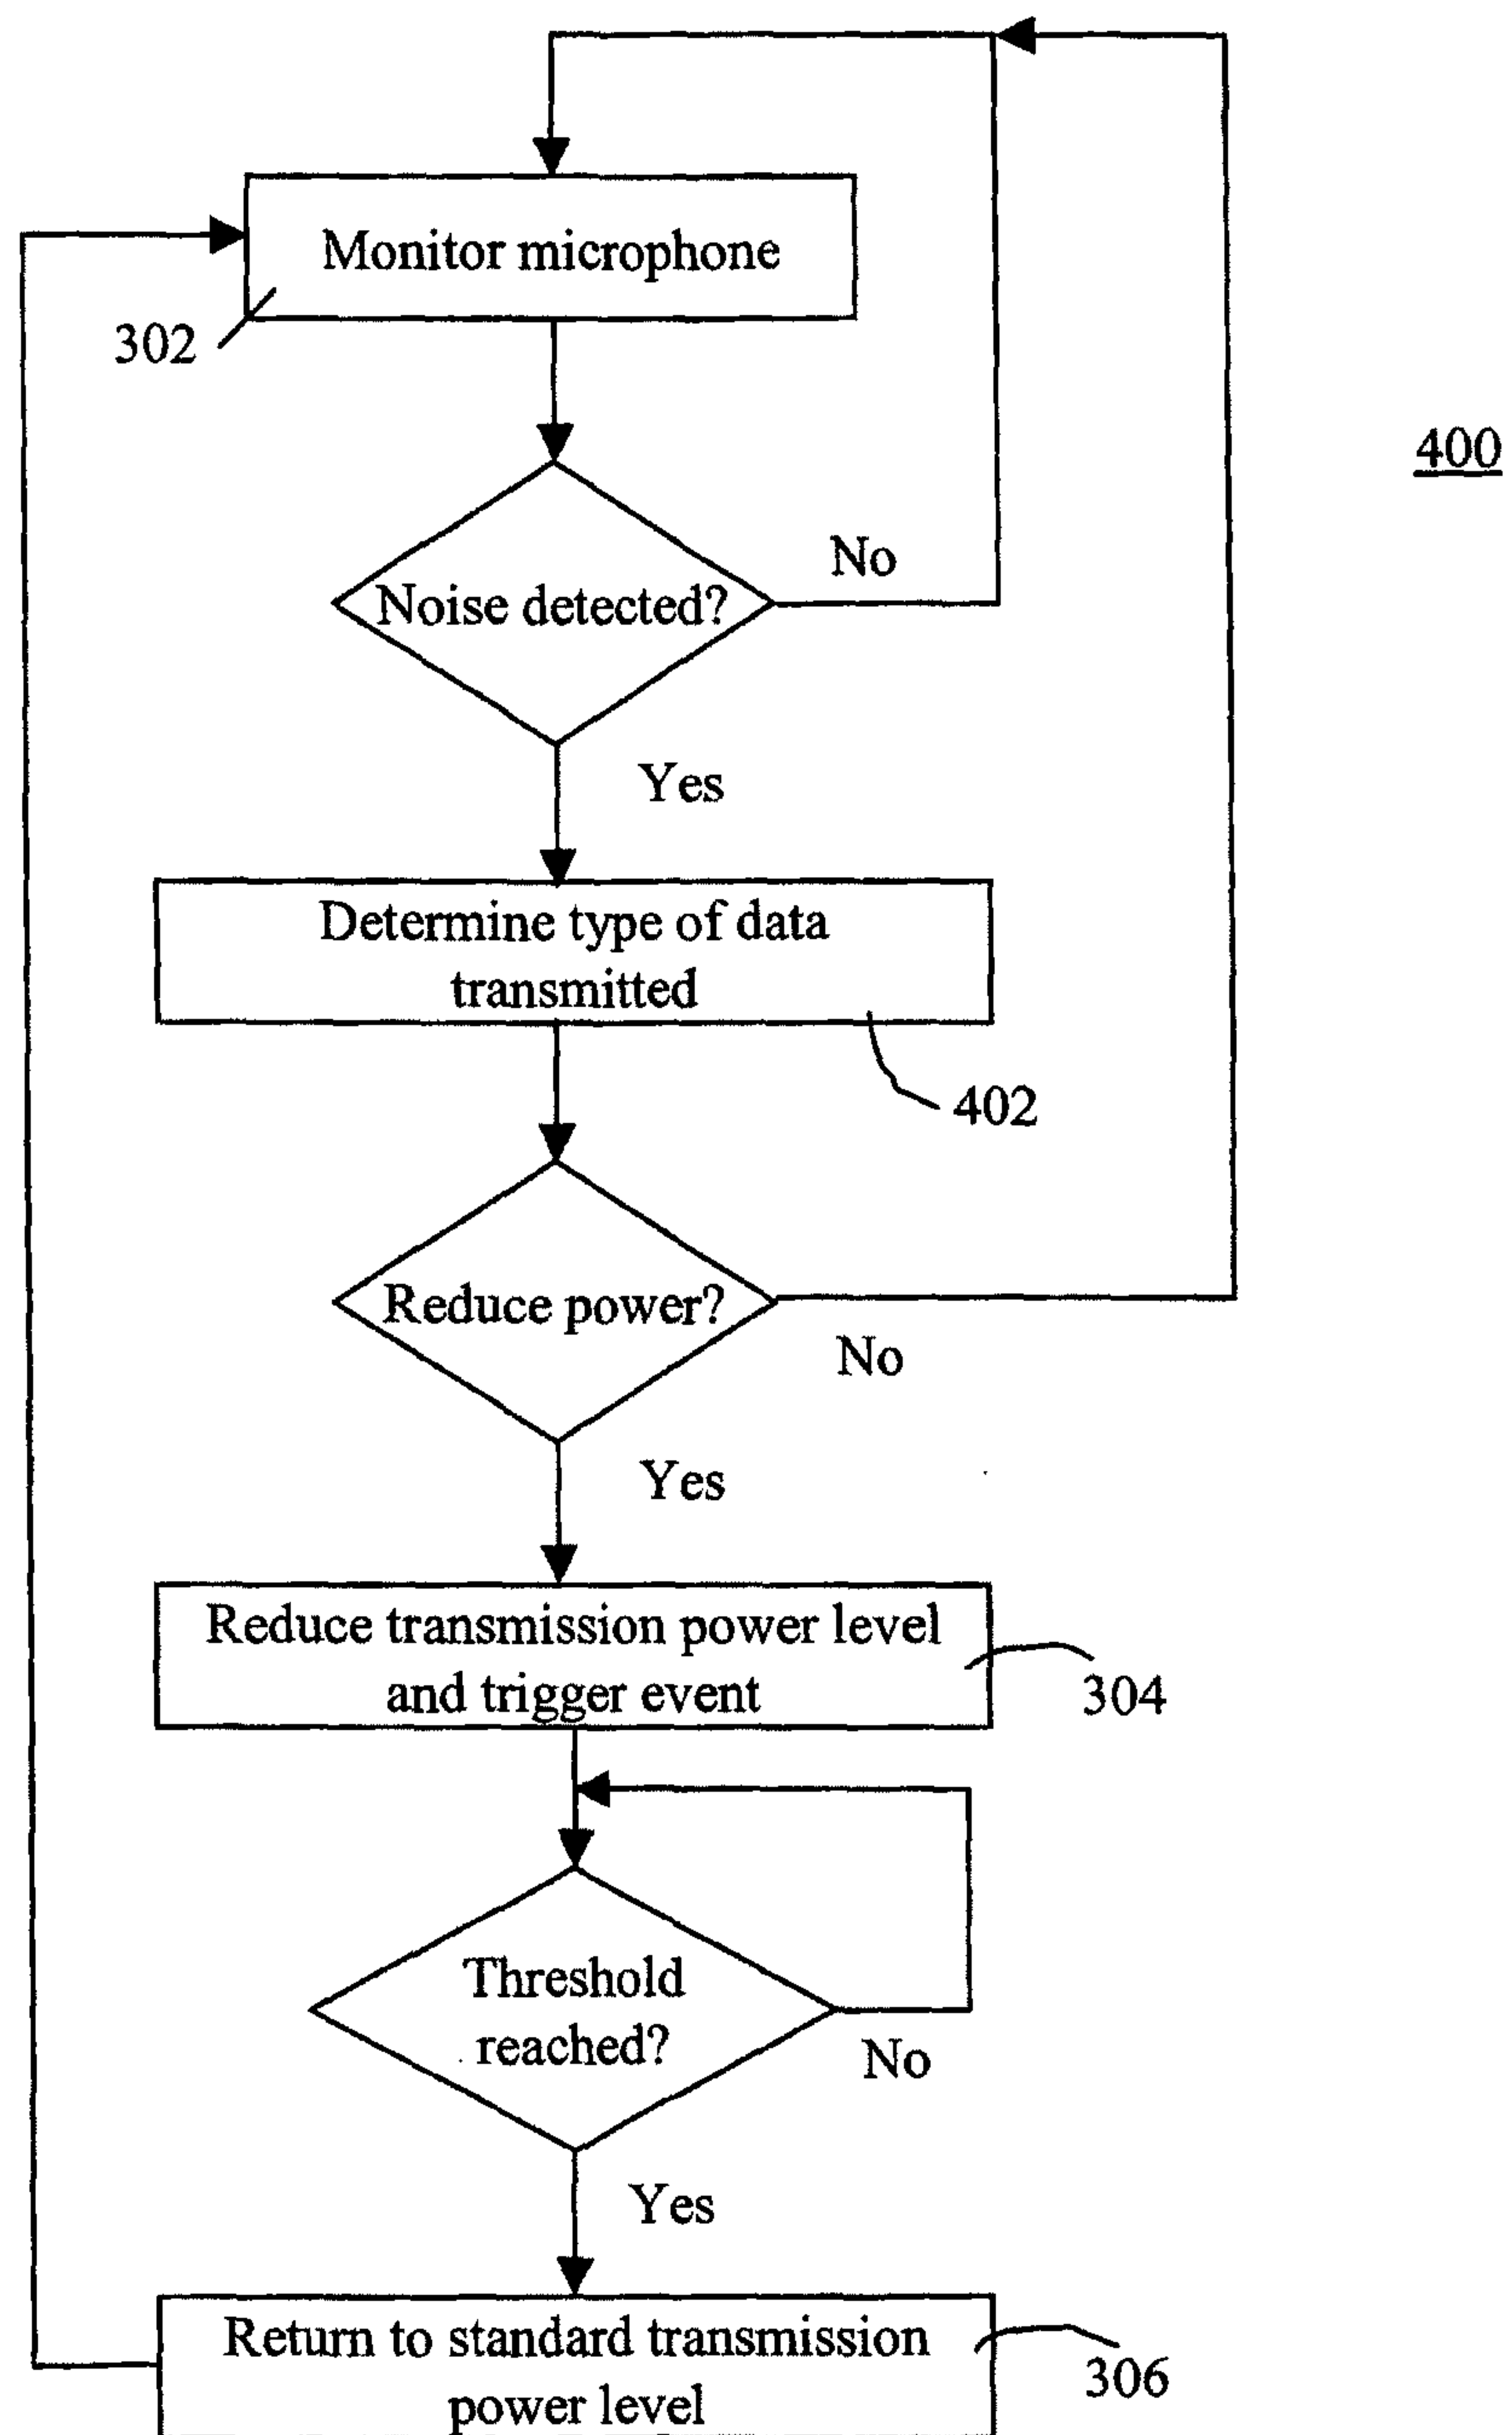 Monitor microphone
302
400
No
Noise detected?
Yes
Determine type of data
transmitted
402
Reduce power?
No
Yes
Reduce transmission power level
and trigger event
304
Threshold
reached?
No
Yes
Return to standard transmission
power level
306